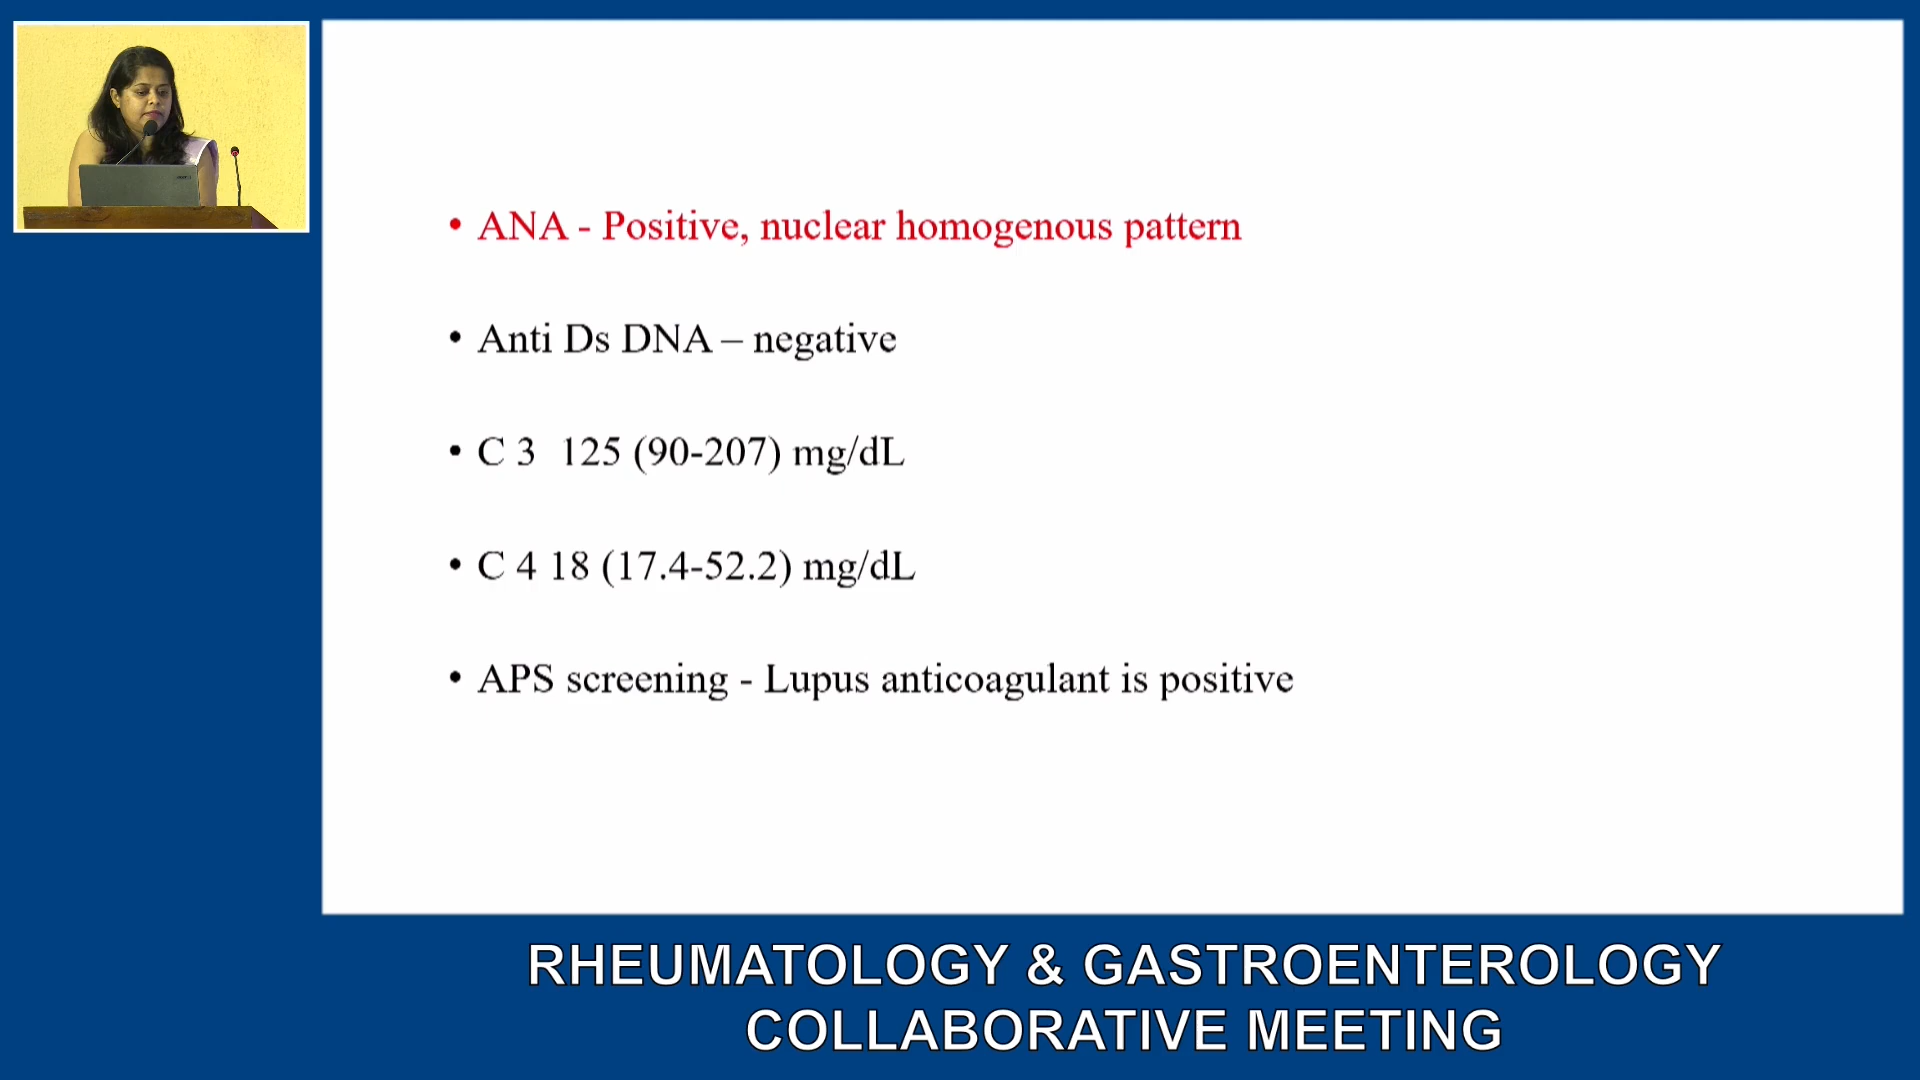 • ANA - Positive, nuclear homogenous pattern
• Anti Ds DNA – negative
• C 3  125 (90-207) mg/dL
• C 4 18 (17.4-52.2) mg/dL
• APS screening - Lupus anticoagulant is positive
RHEUMATOLOGY & GASTROENTEROLOGY
COLLABORATIVE MEETING